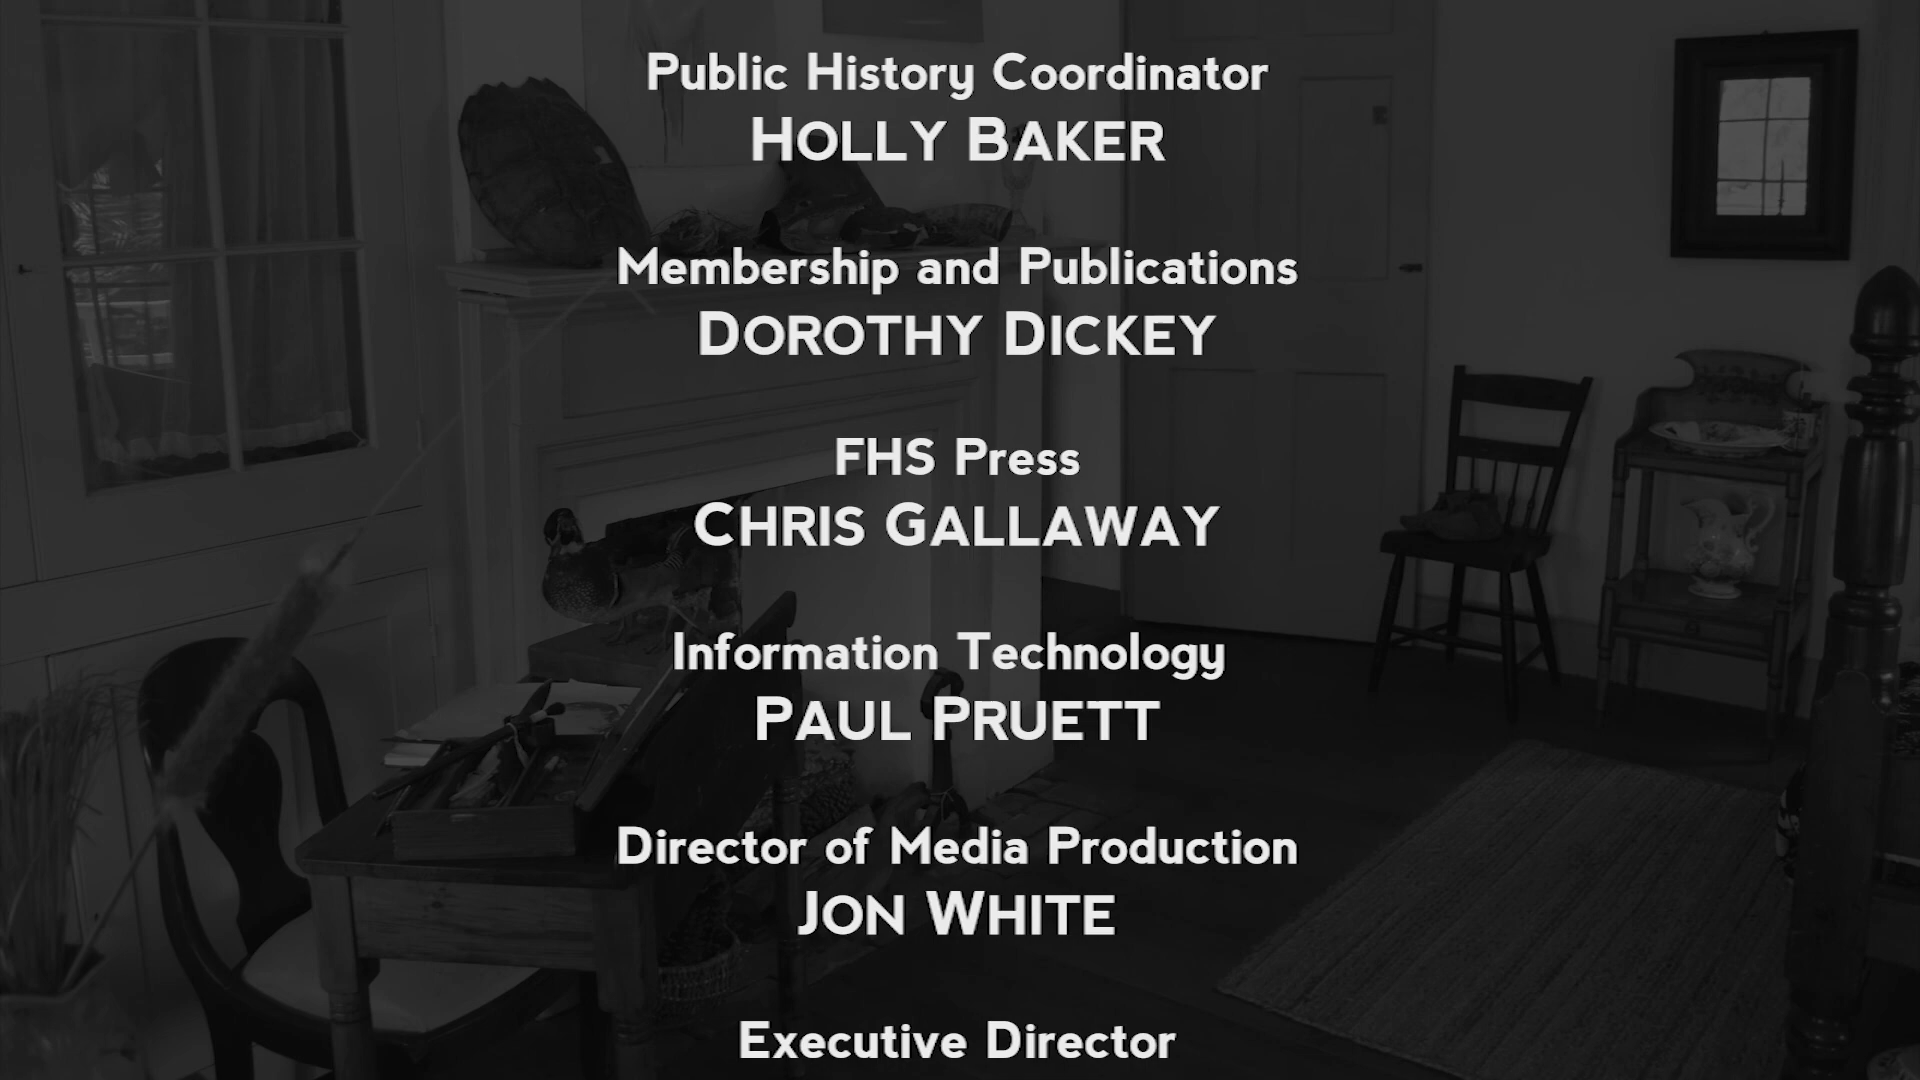 Public History Coordinator
HOLLY BAKER
Membership and Publications
DOROTHY DICKEY
FHS Press
CHRIS GALLAWAY
Information Technology
PAUL PRUETT
Director of Media Production
JON WHITE
Executive Director